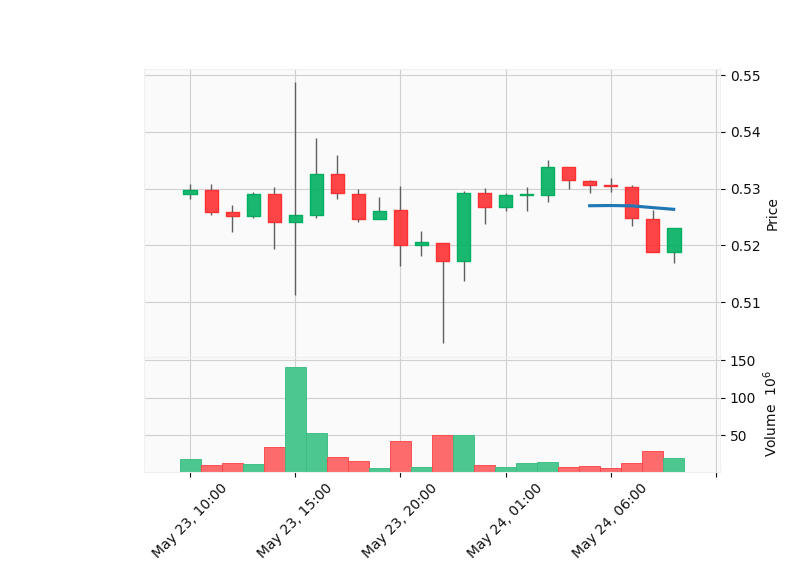 0.55
0.54
0.53
0.52
0.51
Price
150
100
50
Volume 10⁶
May 23, 10:00
May 23, 15:00
May 23, 20:00
May 24, 01:00
May 24, 06:00